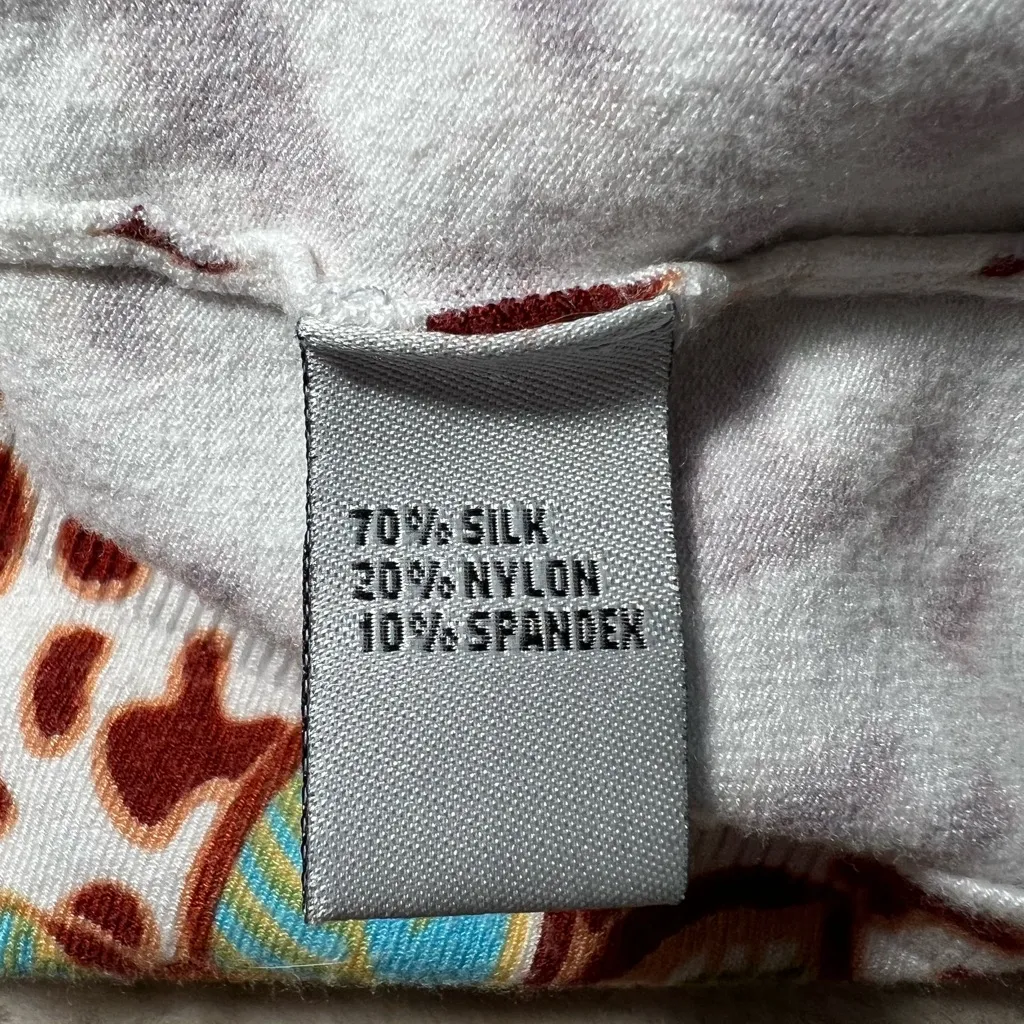 70% SILK
20% NYLON
10% SPANDEX